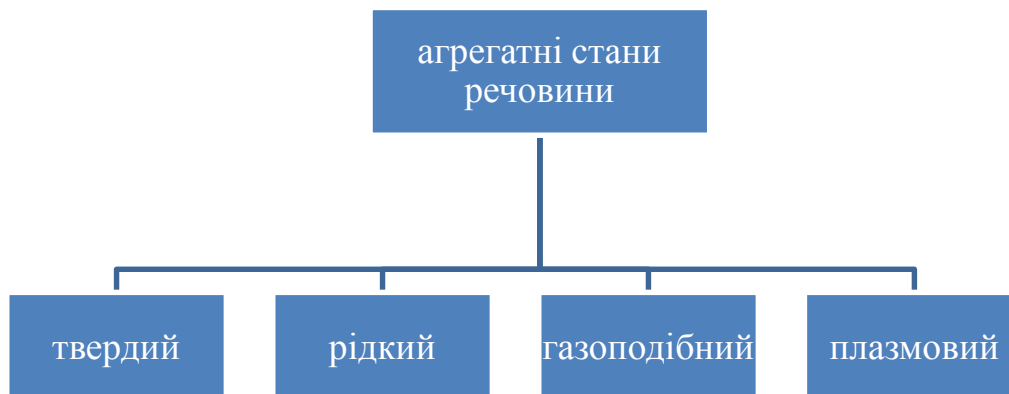 агрегатні стани
речовини
твердий
рідкий
газоподібний
плазмовий